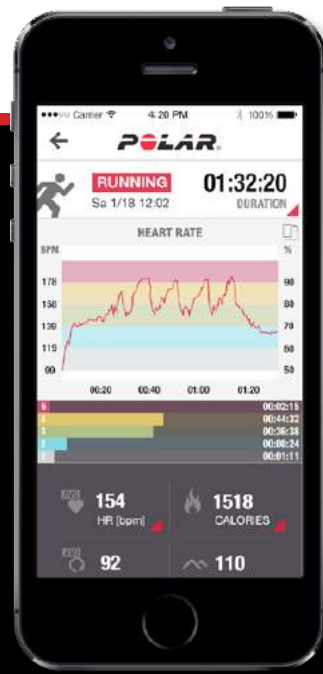 Carrier 4:20 PM 100%
POLAR
RUNNING 01:32:20
Sa 1/18 12:02 DURATION
HEART RATE
BPM %
178 90
158 80
139 70
119 60
99 50
00:20 00:40 01:00 01:20
5 00:02:15
4 00:44:32
3 00:36:38
2 00:08:24
1 00:01:11
AVG 154 1518
HR [bpm] CALORIES
AVG 92 110